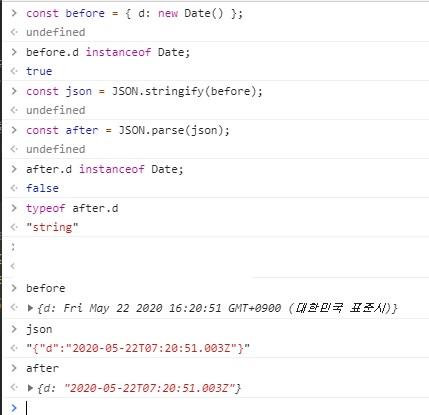 > const before = { d: new Date() };
< undefined
> before.d instanceof Date;
< true
> const json = JSON.stringify(before);
< undefined
> const after = JSON.parse(json);
< undefined
> after.d instanceof Date;
< false
> typeof after.d
< "string"
:
<
> before
< ▶{d: Fri May 22 2020 16:20:51 GMT+0900 (대한민국 표준시)}
> json
< "{"d":"2020-05-22T07:20:51.003Z"}"
> after
< ▶{d: "2020-05-22T07:20:51.003Z"}
>